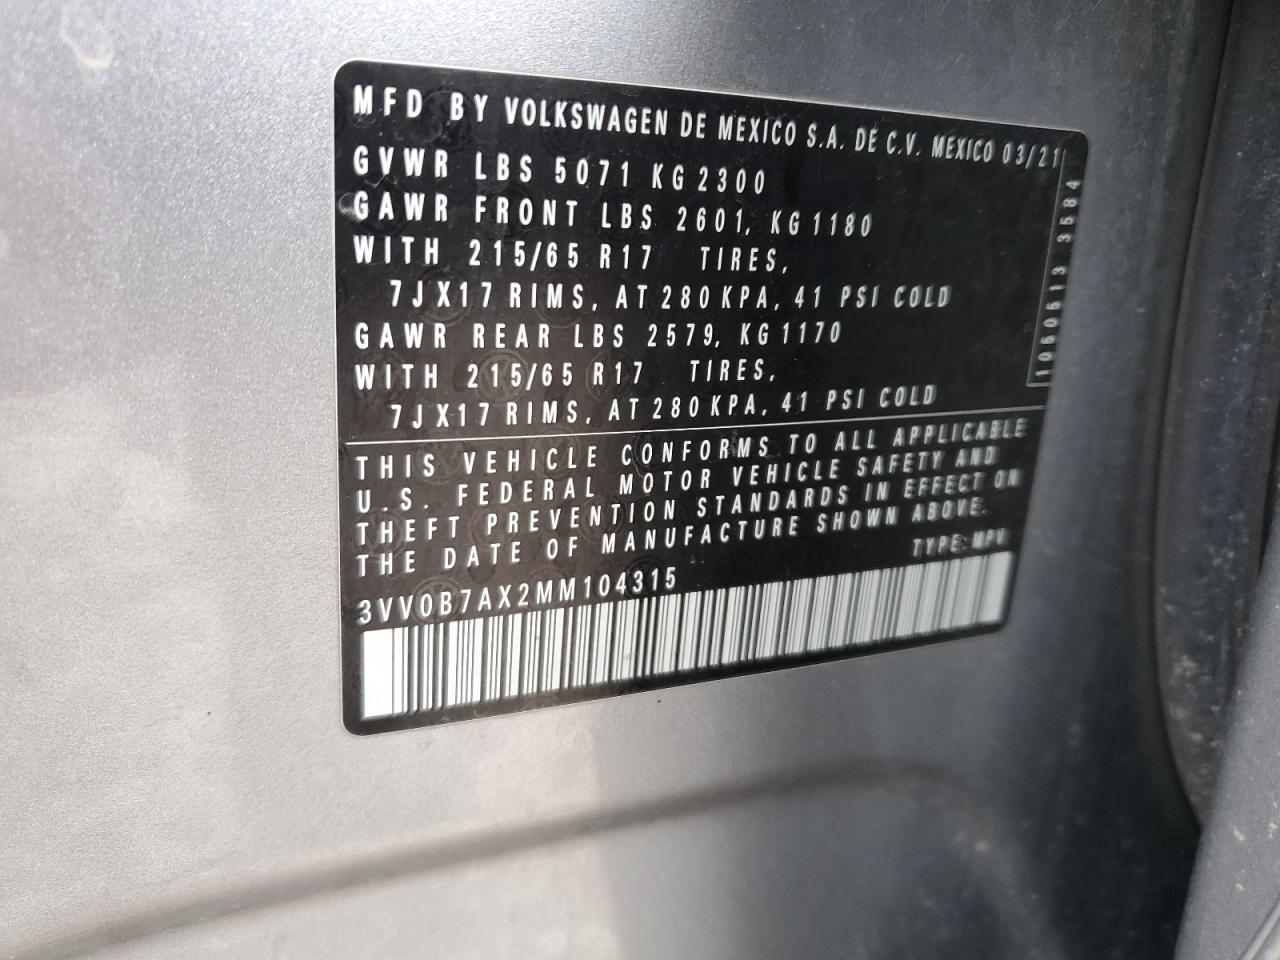 MFD BY VOLKSWAGEN DE MEXICO S.A. DE C.V. MEXICO 03/21
GVWR LBS 5071 KG 2300
GAWR FRONT LBS 2601, KG 1180
WITH 215/65 R17 TIRES,
7JX17 RIMS, AT 280 KPA, 41 PSI COLD
GAWR REAR LBS 2579, KG 1170
WITH 215/65 R17 TIRES,
7JX17 RIMS, AT 280 KPA, 41 PSI COLD
1060513 3584
THIS VEHICLE CONFORMS TO ALL APPLICABLE
U.S. FEDERAL MOTOR VEHICLE SAFETY AND
THEFT PREVENTION STANDARDS IN EFFECT ON
THE DATE OF MANUFACTURE SHOWN ABOVE.
TYPE: MPV
3VV0B7AX2MM104315